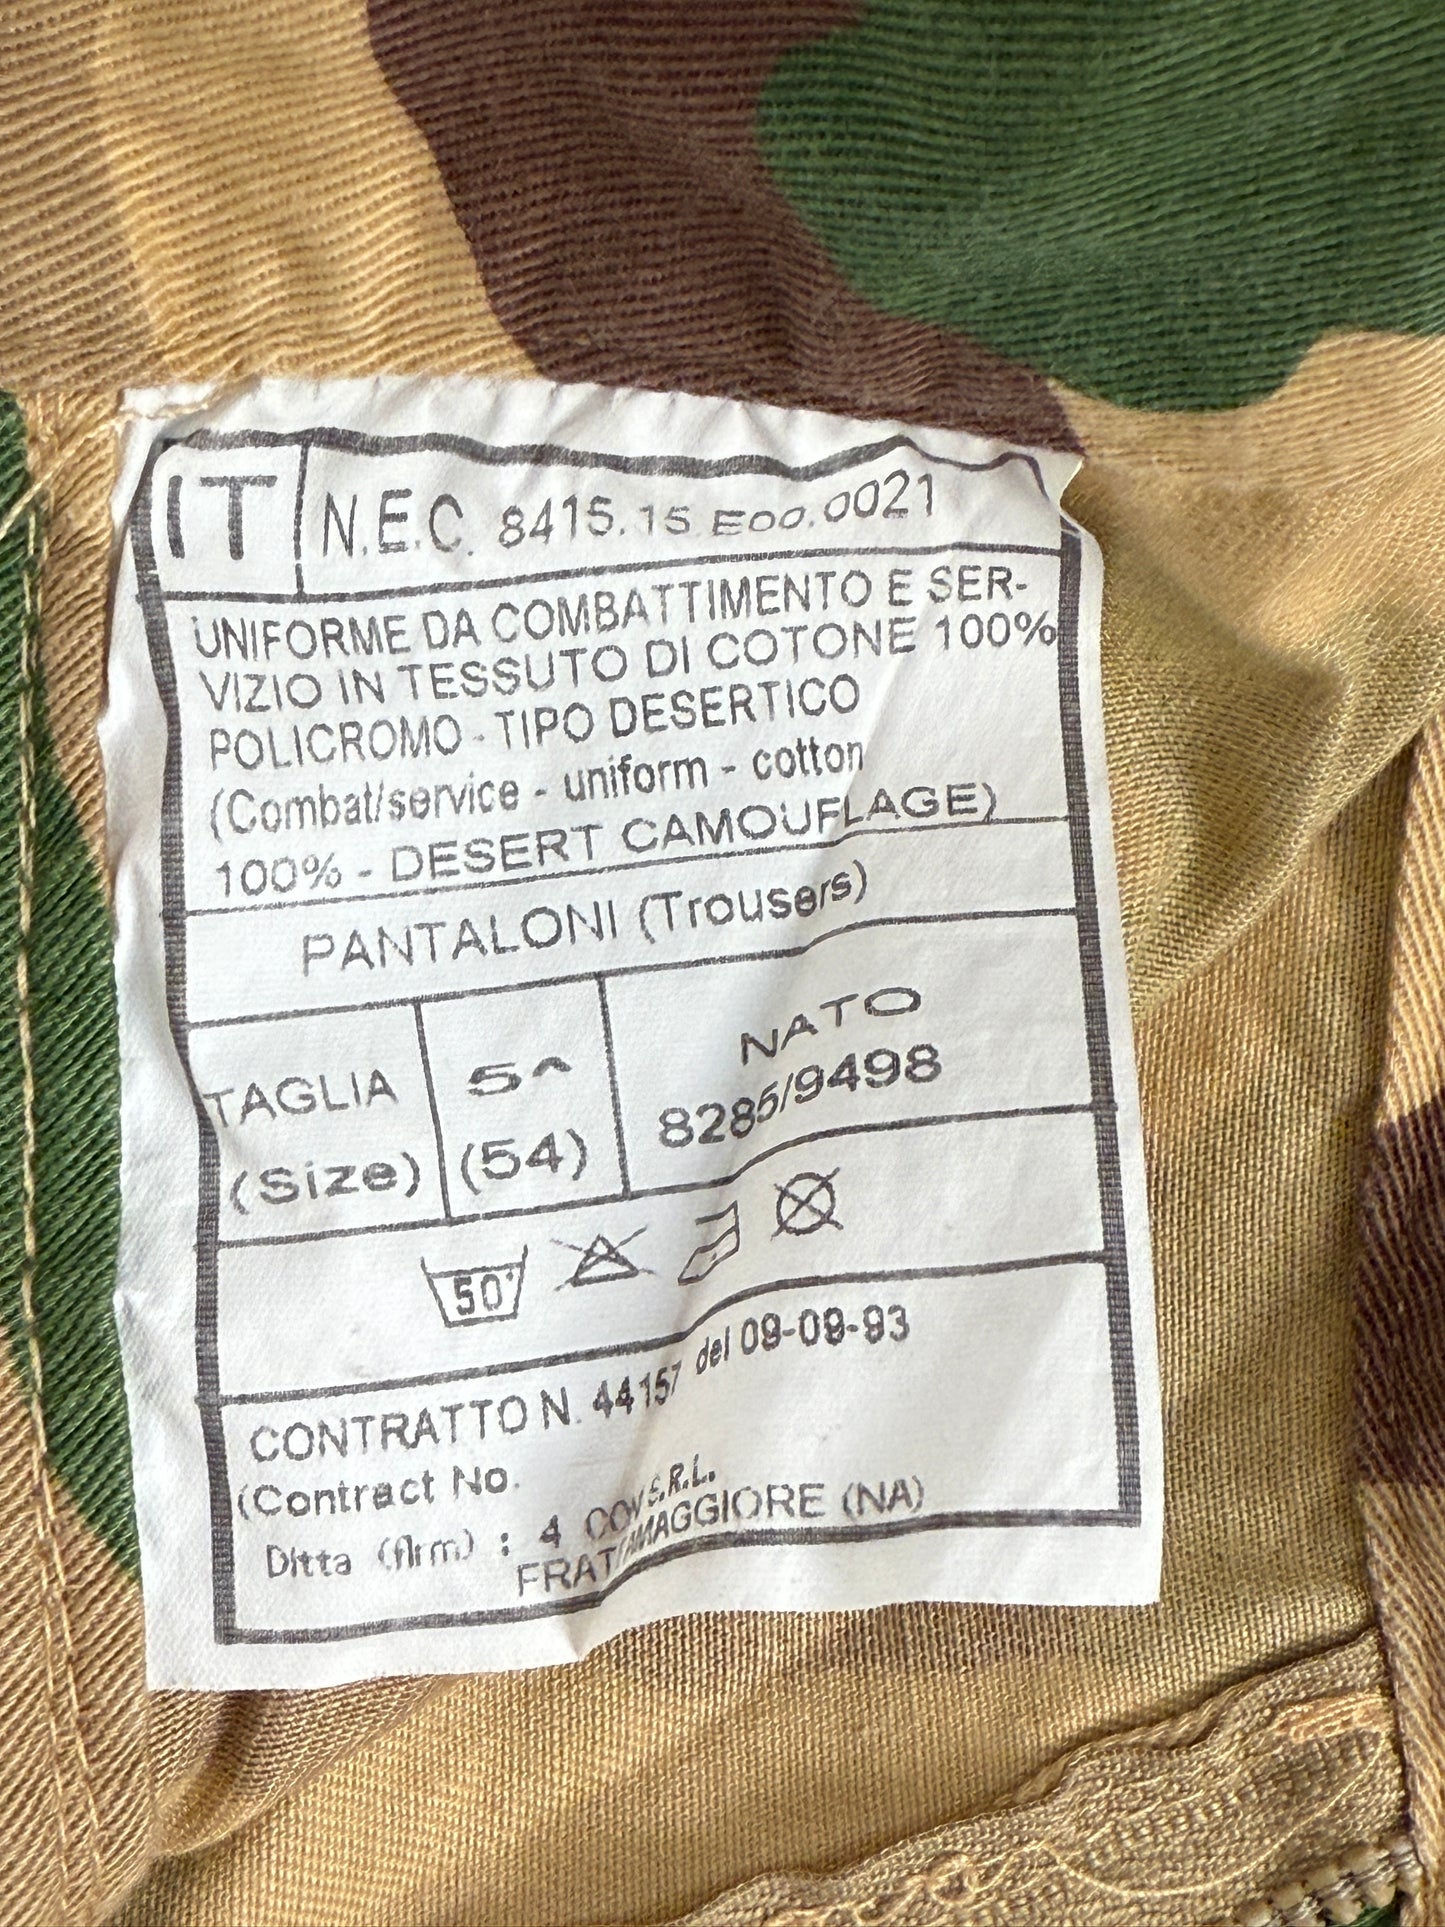 IT N.E.C. 8415.15 E00.0021
UNIFORME DA COMBATTIMENTO E SER-
VIZIO IN TESSUTO DI COTONE 100%
POLICROMO - TIPO DESERTICO
(Combat/service - uniform - cotton
100% - DESERT CAMOUFLAGE)
PANTALONI (Trousers)
TAGLIA 5^
(Size) (54)
NATO
8285/9498
50°
CONTRATTO N. 44157 del 09-09-93
(Contract No.
Ditta (firm) : 4 S.R.L.
FRATTAMAGGIORE (NA)